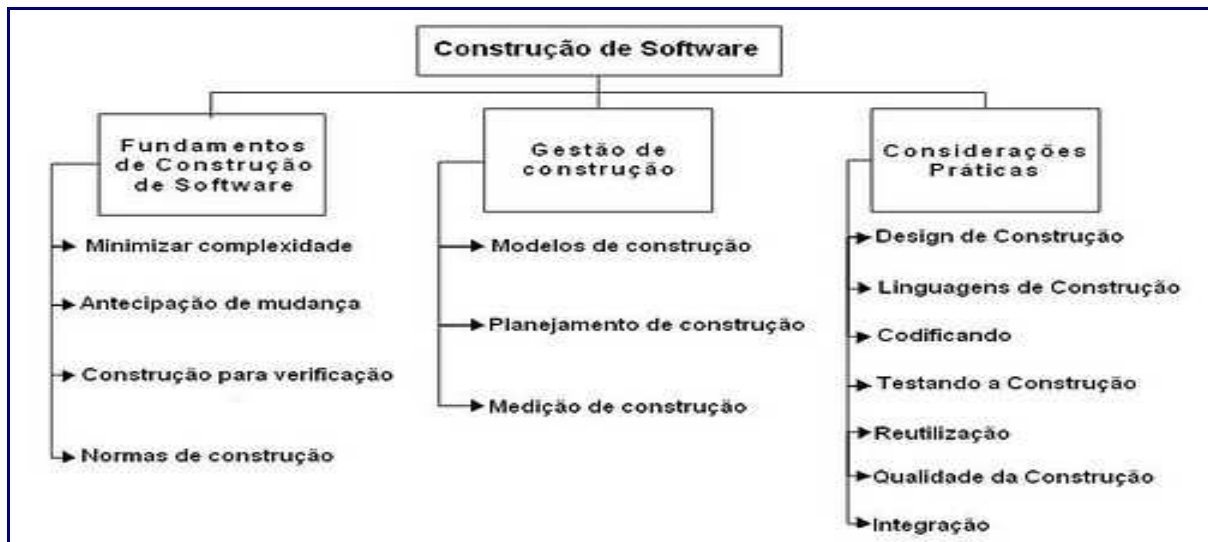 Construção de Software
Fundamentos
de Construção
de Software
Minimizar complexidade
Antecipação de mudança
Construção para verificação
Normas de construção
Gestão de
construção
Modelos de construção
Planejamento de construção
Medição de construção
Considerações
Práticas
Design de Construção
Linguagens de Construção
Codificando
Testando a Construção
Reutilização
Qualidade da Construção
Integração